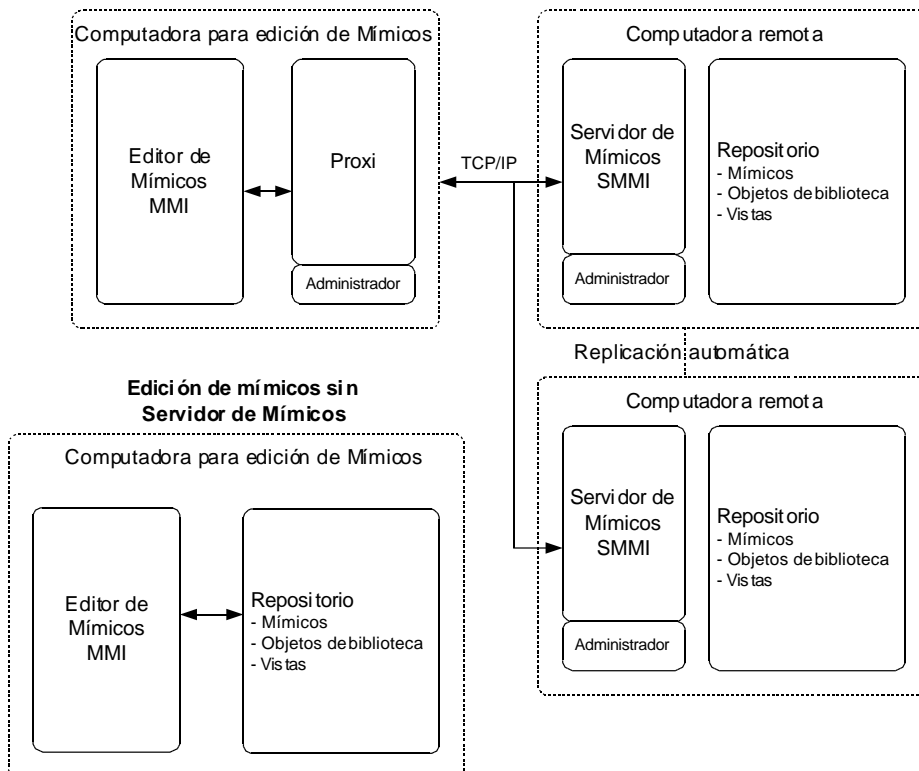 Computadora para edición de Mímicos
Editor de
Mímicos
MMI
Proxi
Administrador
TCP/IP
Computadora remota
Servidor de
Mímicos
SMMI
Administrador
Repositorio
- Mímicos
- Objetos de biblioteca
- Vistas
Replicación automática
Computadora remota
Servidor de
Mímicos
SMMI
Administrador
Repositorio
- Mímicos
- Objetos de biblioteca
- Vistas
Edición de mímicos sin
Servidor de Mímicos
Computadora para edición de Mímicos
Editor de
Mímicos
MMI
Repositorio
- Mímicos
- Objetos de biblioteca
- Vistas